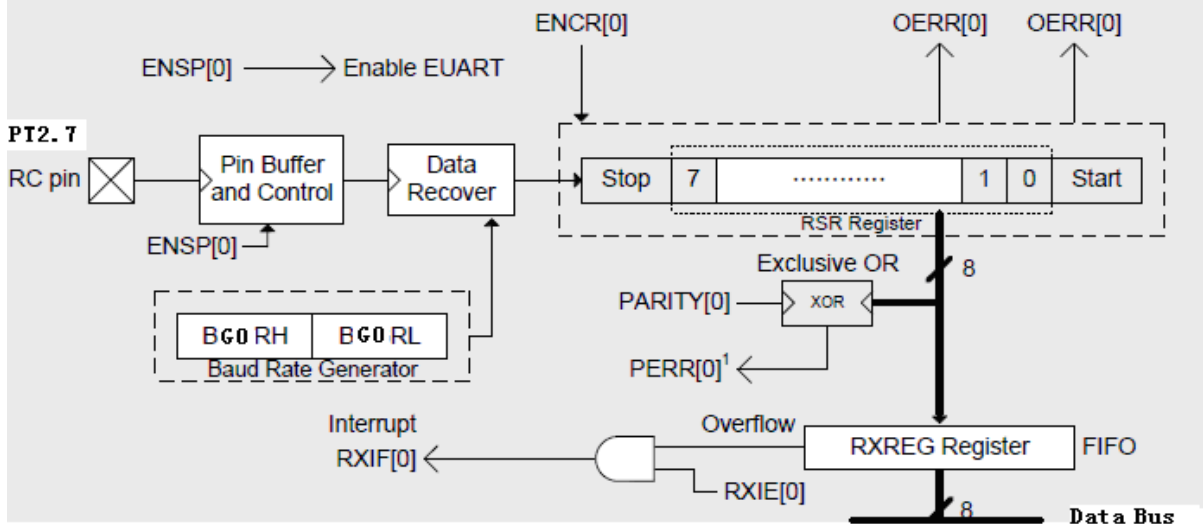 ENCR[0]
OERR[0]
OERR[0]
ENSP[0]
Enable EUART
PT2.7
RC pin
Pin Buffer
and Control
Data
Recover
Stop
7
............
1
0
Start
RSR Register
ENSP[0]
8
Exclusive OR
PARITY[0]
XOR
BG0RH
BG0RL
Baud Rate Generator
PERR[0]¹
Interrupt
Overflow
RXIF[0]
RXREG Register
FIFO
RXIE[0]
8
Data Bus